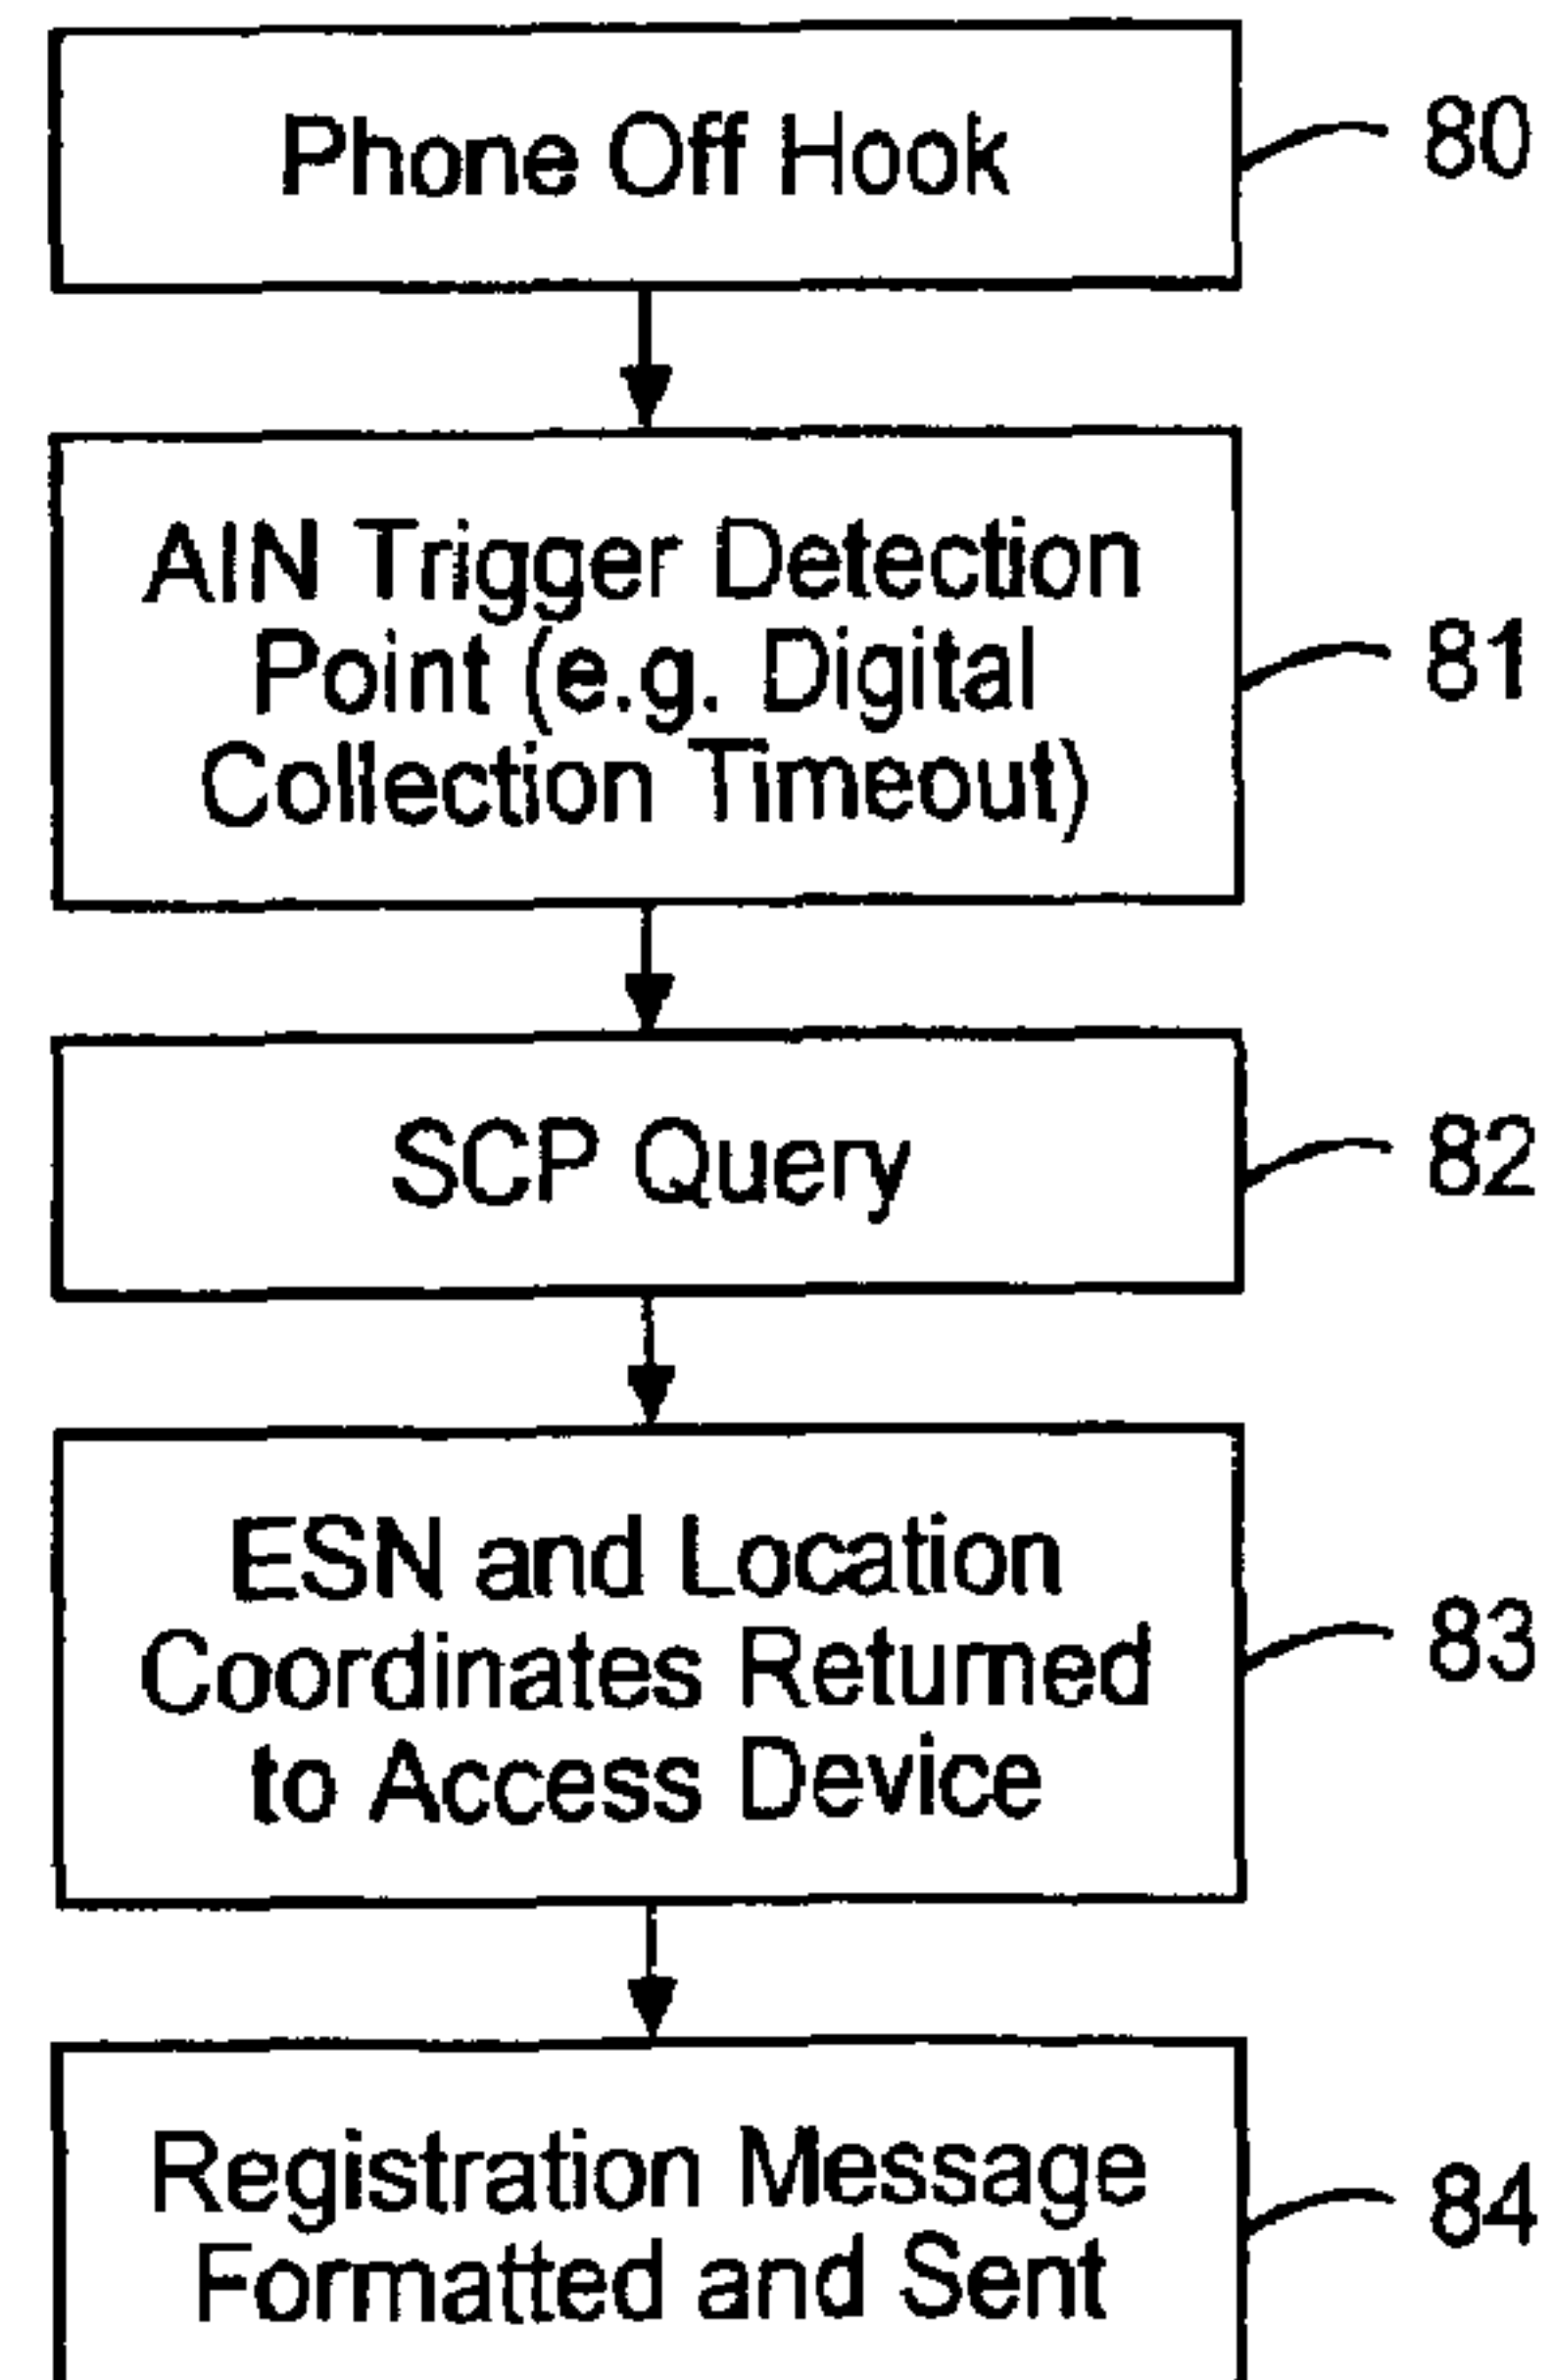 Phone Off Hook
80
AIN Trigger Detection
Point (e.g. Digital
Collection Timeout)
81
SCP Query
82
ESN and Location
Coordinates Returned
to Access Device
83
Registration Message
Formatted and Sent
84